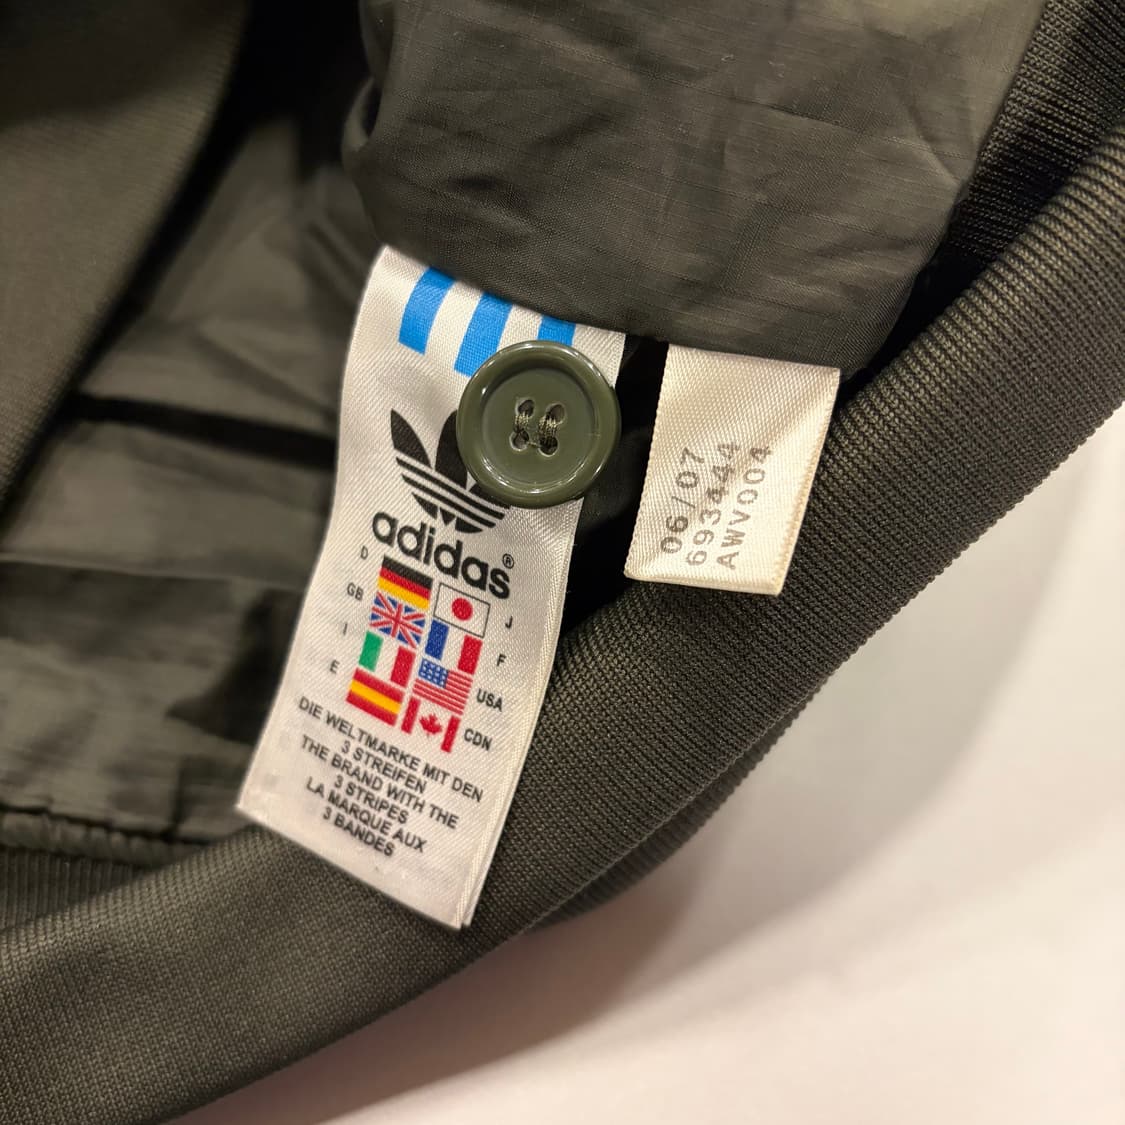 adidas®
D
J
GB
F
I
USA
E
CDN
DIE WELTMARKE MIT DEN
3 STREIFEN
THE BRAND WITH THE
3 STRIPES
LA MARQUE AUX
3 BANDES
06/07
693444
AWV004